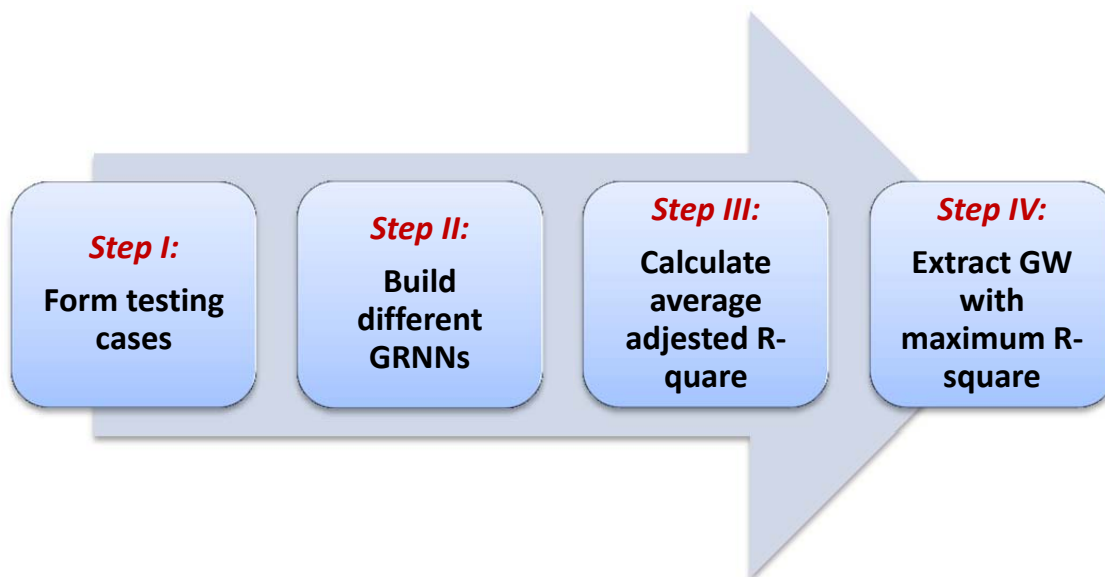 Step I:
Form testing
cases
Step II:
Build
different
GRNNs
Step III:
Calculate
average
adjested R-
quare
Step IV:
Extract GW
with
maximum R-
square